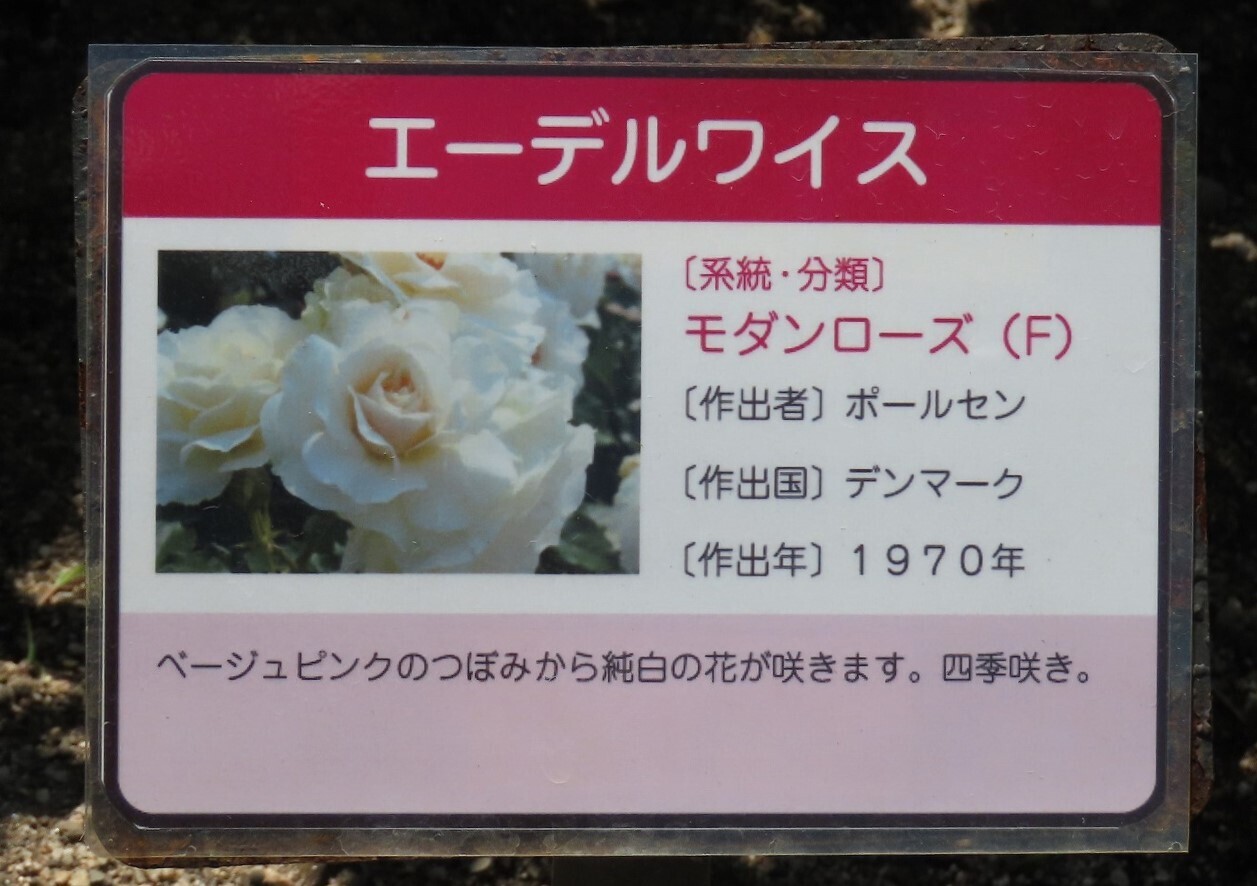 エーデルワイス
〔系統・分類〕
モダンローズ（F）
〔作出者〕ポールセン
〔作出国〕デンマーク
〔作出年〕１９７０年
ベージュピンクのつぼみから純白の花が咲きます。四季咲き。